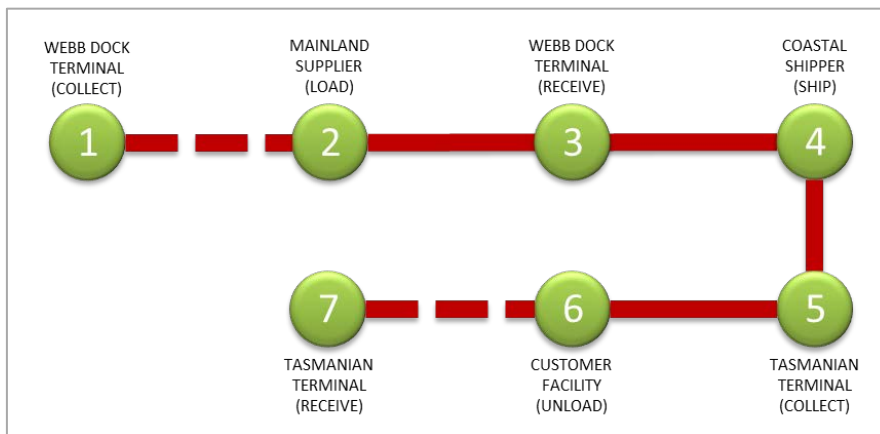 WEBB DOCK
TERMINAL
(COLLECT)
MAINLAND
SUPPLIER
(LOAD)
WEBB DOCK
TERMINAL
(RECEIVE)
COASTAL
SHIPPER
(SHIP)
1
2
3
4
7
6
5
TASMANIAN
TERMINAL
(RECEIVE)
CUSTOMER
FACILITY
(UNLOAD)
TASMANIAN
TERMINAL
(COLLECT)